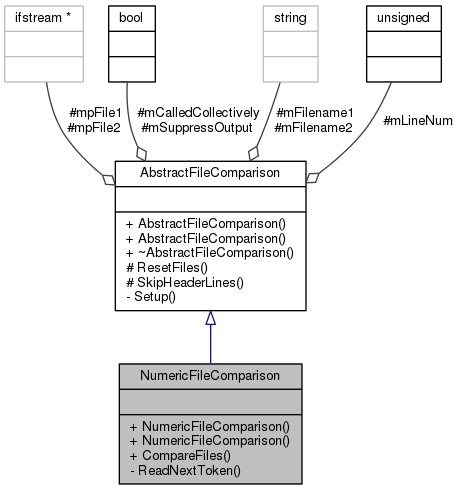 ifstream *
bool
string
unsigned
#mpFile1
#mpFile2
#mCalledCollectively
#mSuppressOutput
#mFilename1
#mFilename2
#mLineNum
AbstractFileComparison
+ AbstractFileComparison()
+ AbstractFileComparison()
+ ~AbstractFileComparison()
# ResetFiles()
# SkipHeaderLines()
- Setup()
NumericFileComparison
+ NumericFileComparison()
+ NumericFileComparison()
+ CompareFiles()
- ReadNextToken()